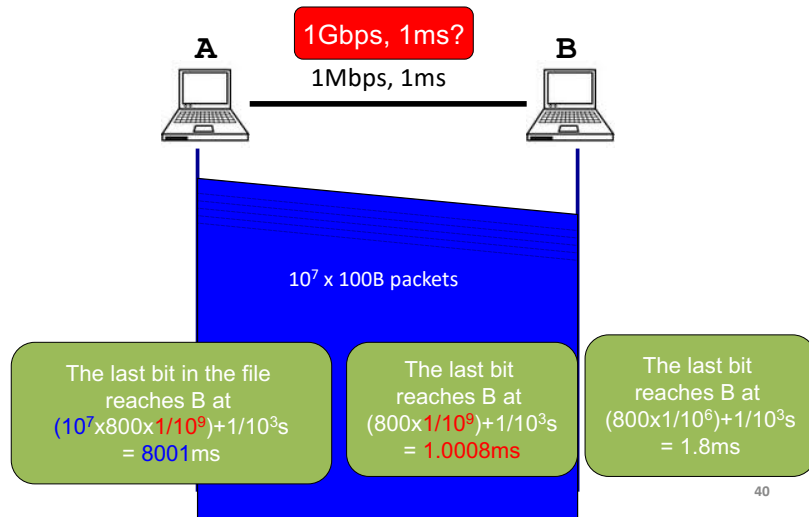 1Gbps, 1ms?
A
B
1Mbps, 1ms
10⁷ x 100B packets
The last bit in the file
reaches B at
(10⁷x800x1/10⁹)+1/10³s
= 8001ms
The last bit
reaches B at
(800x1/10⁹)+1/10³s
= 1.0008ms
The last bit
reaches B at
(800x1/10⁶)+1/10³s
= 1.8ms
40